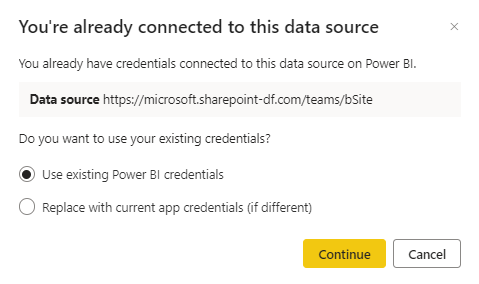 You're already connected to this data source
You already have credentials connected to this data source on Power BI.
Data source https://microsoft.sharepoint-df.com/teams/bSite
Do you want to use your existing credentials?
Use existing Power BI credentials
Replace with current app credentials (if different)
Continue Cancel